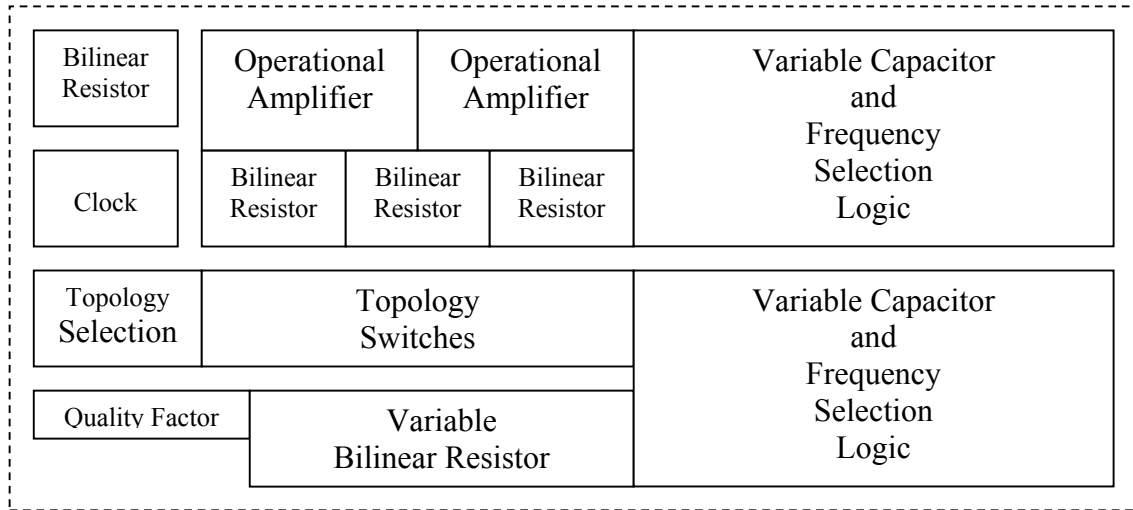 Bilinear
Resistor
Operational
Amplifier
Operational
Amplifier
Variable Capacitor
and
Frequency
Selection
Logic
Clock
Bilinear
Resistor
Bilinear
Resistor
Bilinear
Resistor
Topology
Selection
Topology
Switches
Variable Capacitor
and
Frequency
Selection
Logic
Quality Factor
Variable
Bilinear Resistor